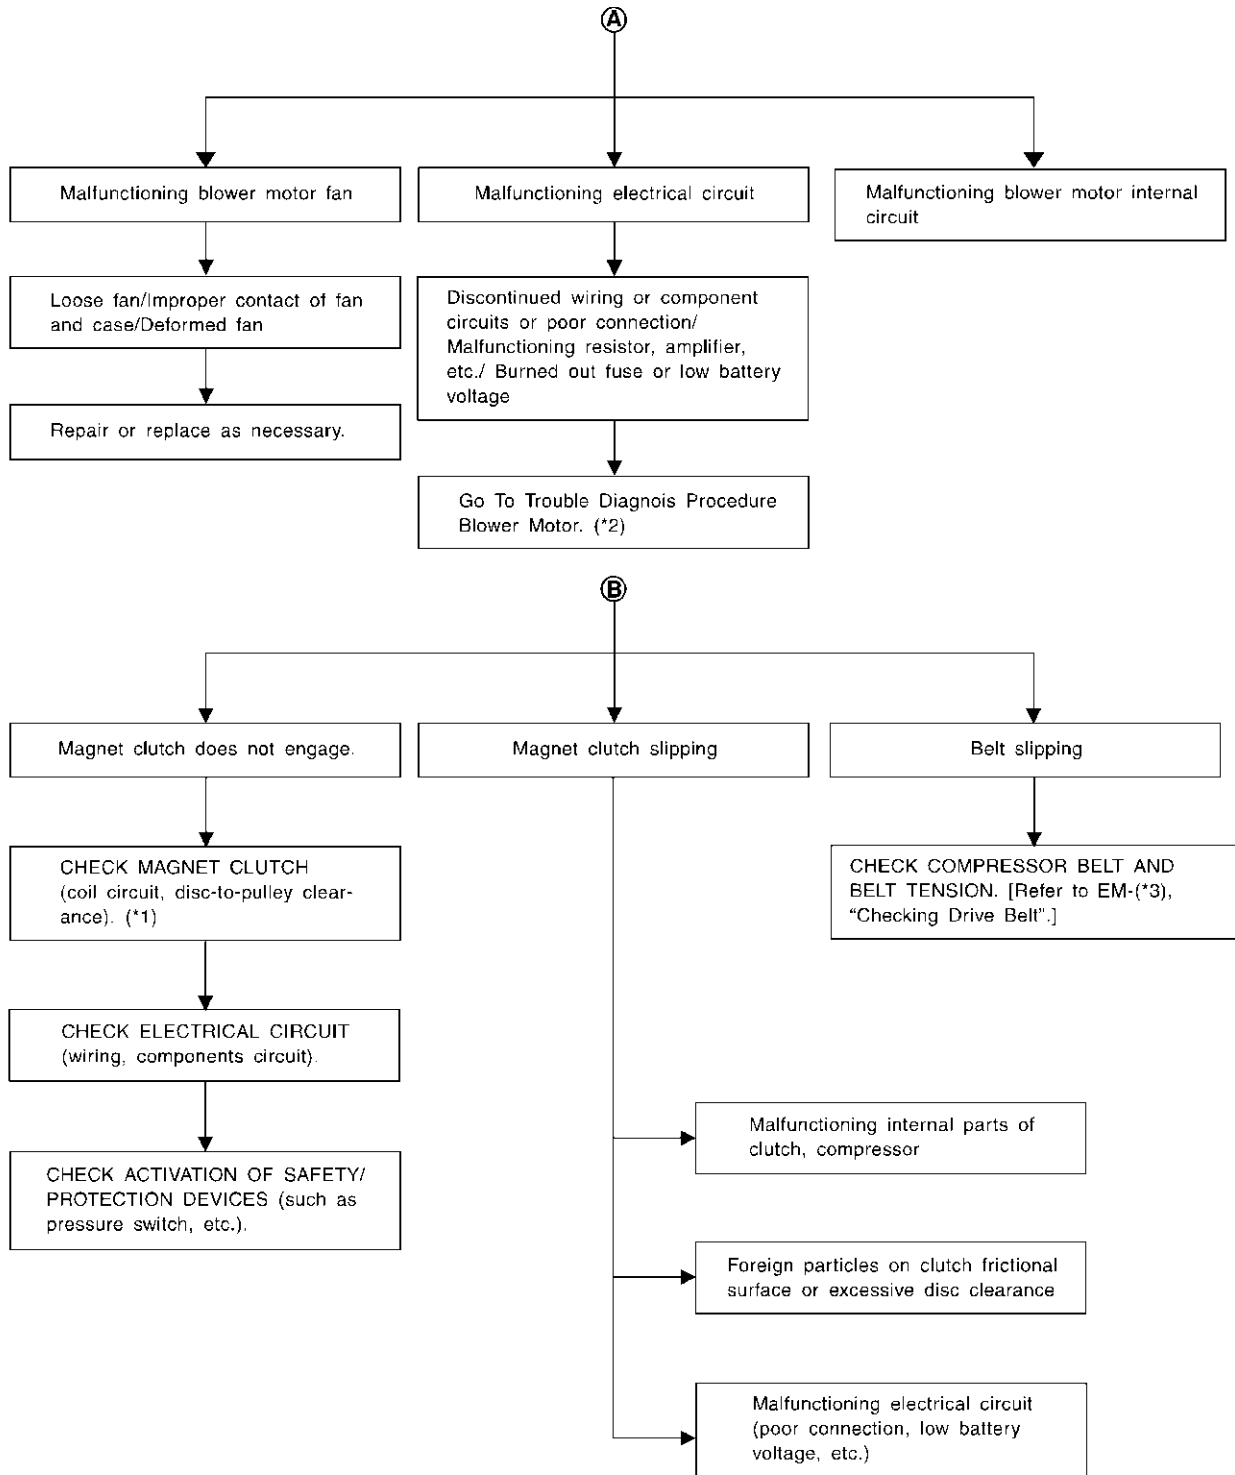 A
Malfunctioning blower motor fan
Malfunctioning electrical circuit
Malfunctioning blower motor internal
circuit
Loose fan/Improper contact of fan
and case/Deformed fan
Discontinued wiring or component
circuits or poor connection/
Malfunctioning resistor, amplifier,
etc./ Burned out fuse or low battery
voltage
Repair or replace as necessary.
Go To Trouble Diagnois Procedure
Blower Motor. (*2)
B
Magnet clutch does not engage.
Magnet clutch slipping
Belt slipping
CHECK MAGNET CLUTCH
(coil circuit, disc-to-pulley clear-
ance). (*1)
CHECK COMPRESSOR BELT AND
BELT TENSION. [Refer to EM-(*3),
“Checking Drive Belt”.]
CHECK ELECTRICAL CIRCUIT
(wiring, components circuit).
CHECK ACTIVATION OF SAFETY/
PROTECTION DEVICES (such as
pressure switch, etc.).
Malfunctioning internal parts of
clutch, compressor
Foreign particles on clutch frictional
surface or excessive disc clearance
Malfunctioning electrical circuit
(poor connection, low battery
voltage, etc.)